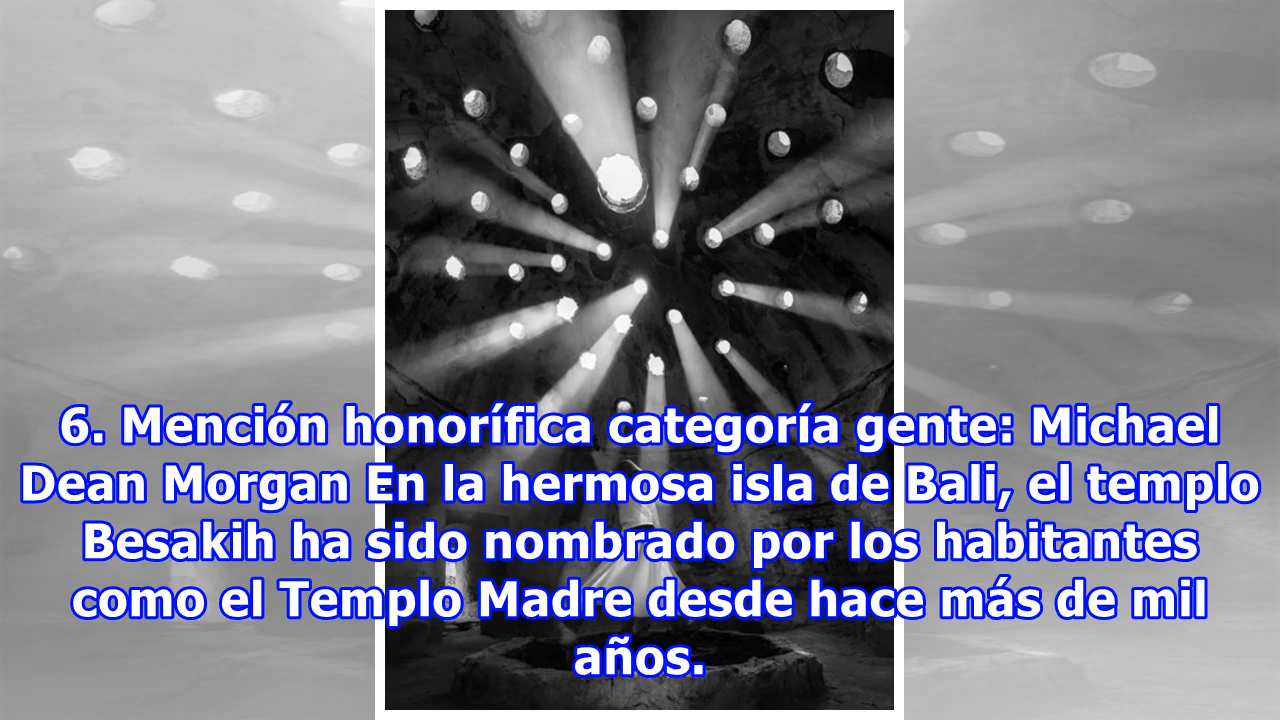 6. Mención honorífica categoría gente: Michael
Dean Morgan En la hermosa isla de Bali, el templo
Besakih ha sido nombrado por los habitantes
como el Templo Madre desde hace más de mil
años.